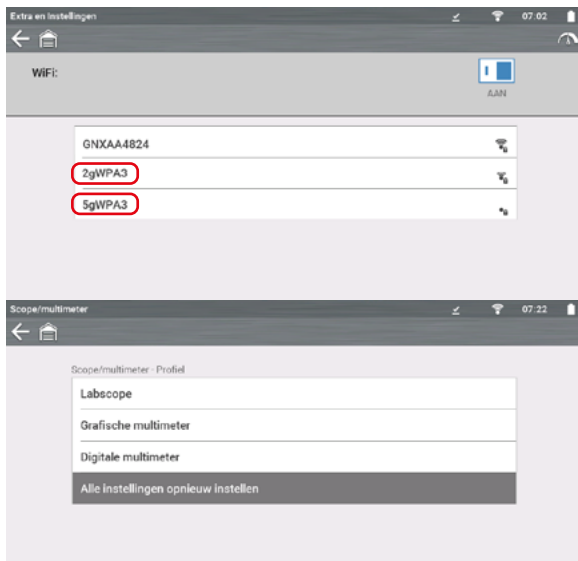 Extra en Instellingen 07:02
WiFi:
AAN
GNXAA4824
2gWPA3
5gWPA3
Scope/multimeter 07:22
Scope/multimeter - Profiel
Labscope
Grafische multimeter
Digitale multimeter
Alle instellingen opnieuw instellen